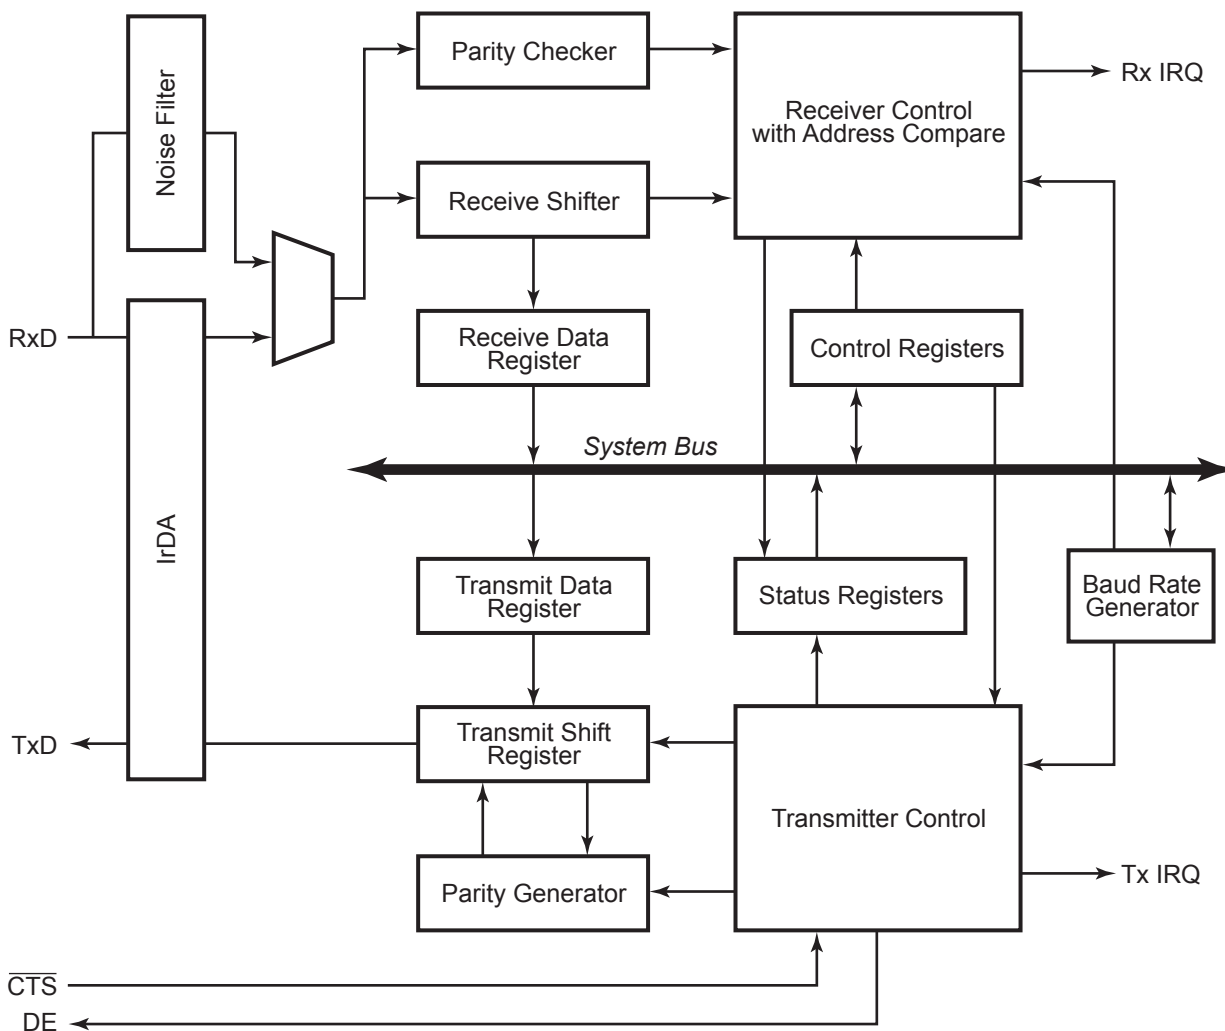 Parity Checker
Noise Filter
Receiver Control
with Address Compare
Rx IRQ
Receive Shifter
RxD
Receive Data
Register
Control Registers
System Bus
IrDA
Transmit Data
Register
Status Registers
Baud Rate
Generator
TxD
Transmit Shift
Register
Transmitter Control
Parity Generator
Tx IRQ
C̅T̅S̅
DE